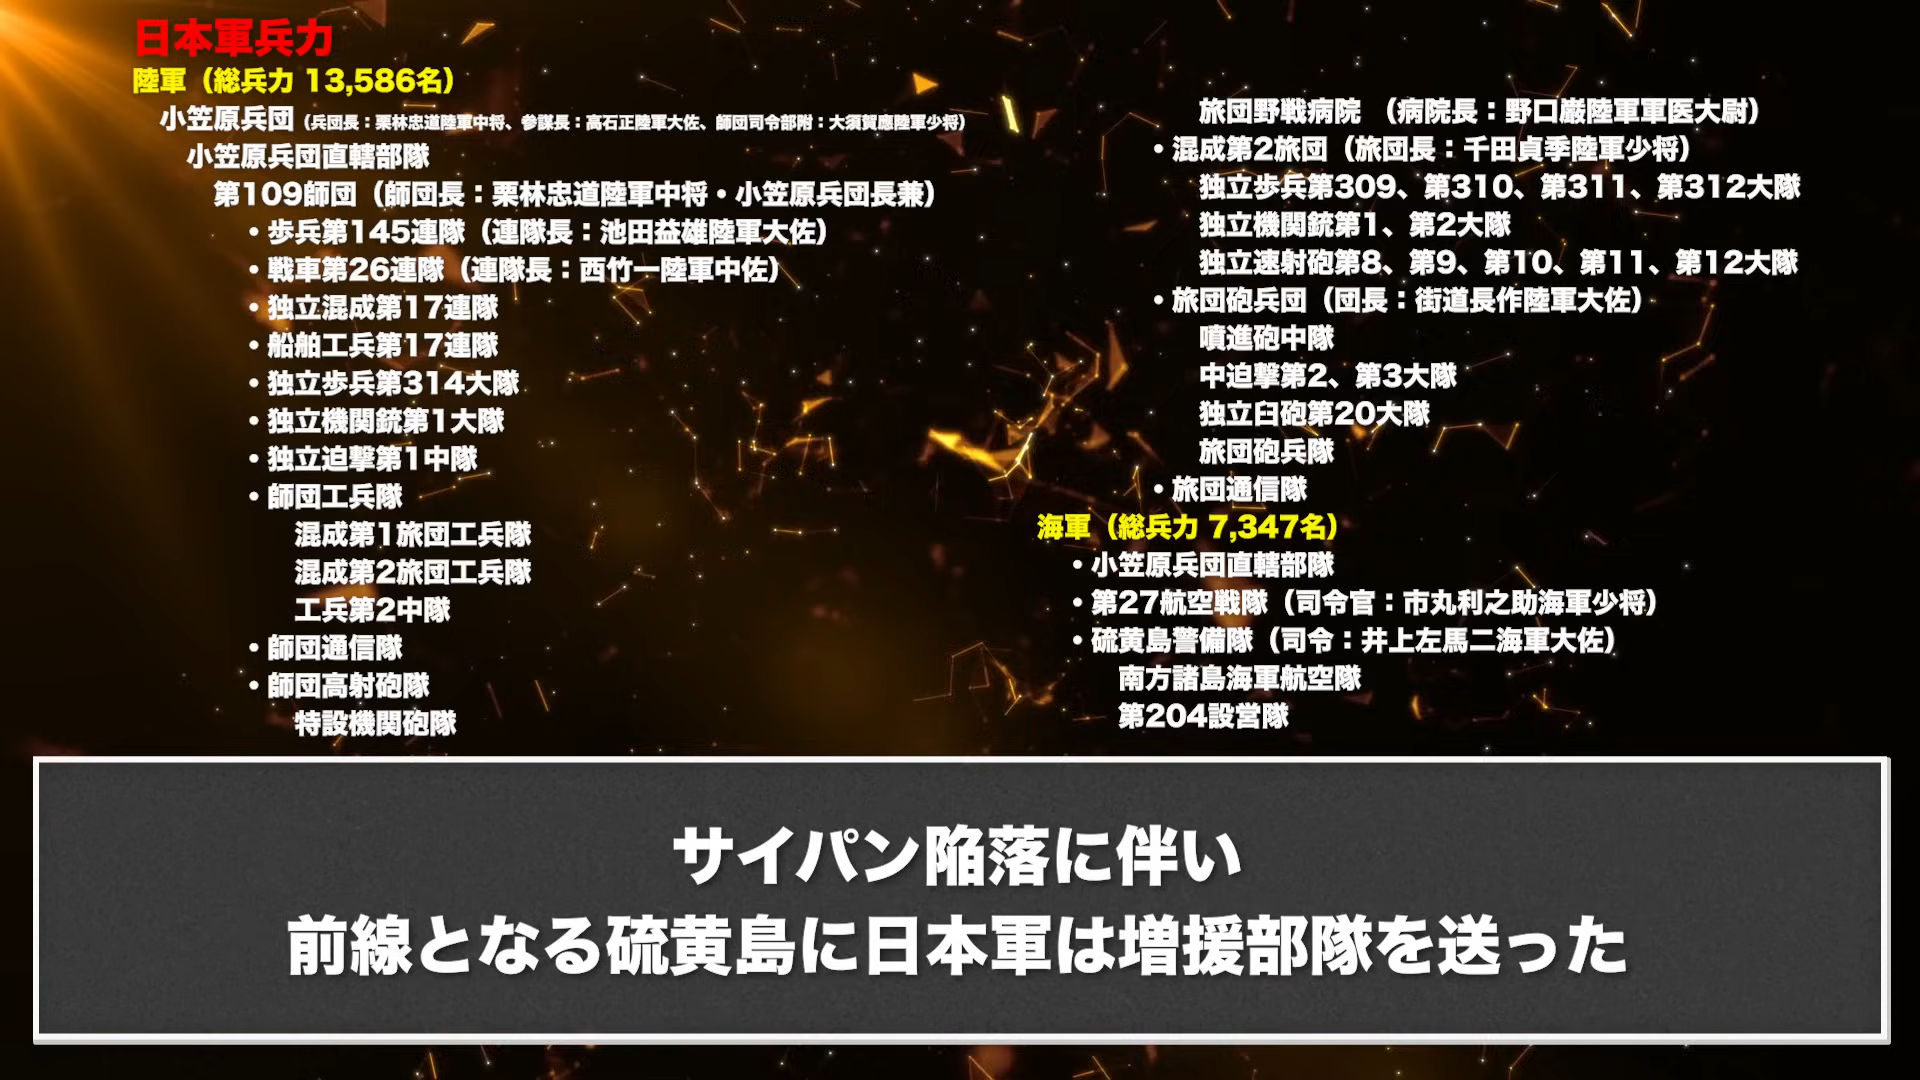 日本軍兵力
陸軍（総兵力 13,586名）
小笠原兵団（兵団長：栗林忠道陸軍中将、参謀長：高石正陸軍大佐、師団司令部附：大須賀應陸軍少将）
小笠原兵団直轄部隊
第109師団（師団長：栗林忠道陸軍中将・小笠原兵団長兼）
・歩兵第145連隊（連隊長：池田益雄陸軍大佐）
・戦車第26連隊（連隊長：西竹一陸軍中佐）
・独立混成第17連隊
・船舶工兵第17連隊
・独立歩兵第314大隊
・独立機関銃第1大隊
・独立迫撃第1中隊
・師団工兵隊
混成第1旅団工兵隊
混成第2旅団工兵隊
工兵第2中隊
・師団通信隊
・師団高射砲隊
特設機関砲隊
旅団野戦病院 （病院長：野口巌陸軍軍医大尉）
・混成第2旅団（旅団長：千田貞季陸軍少将）
独立歩兵第309、第310、第311、第312大隊
独立機関銃第1、第2大隊
独立速射砲第8、第9、第10、第11、第12大隊
・旅団砲兵団（団長：街道長作陸軍大佐）
噴進砲中隊
中迫撃第2、第3大隊
独立臼砲第20大隊
旅団砲兵隊
・旅団通信隊
海軍（総兵力 7,347名）
・小笠原兵団直轄部隊
・第27航空戦隊（司令官：市丸利之助海軍少将）
・硫黄島警備隊（司令：井上左馬二海軍大佐）
南方諸島海軍航空隊
第204設営隊
サイパン陥落に伴い
前線となる硫黄島に日本軍は増援部隊を送った